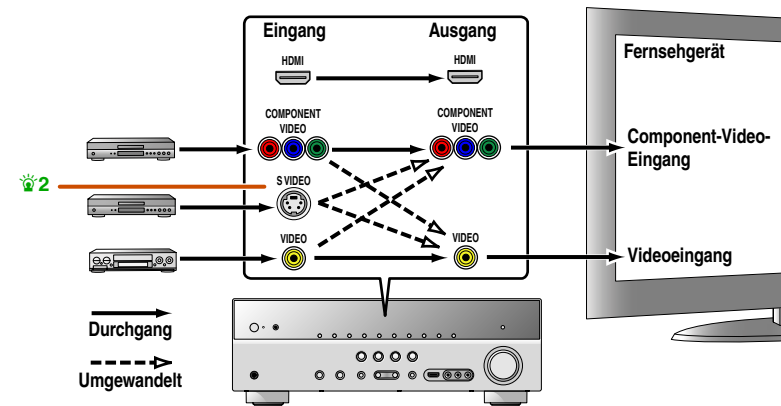 Eingang
Ausgang
HDMI
HDMI
Fernsehgerät
COMPONENT
VIDEO
COMPONENT
VIDEO
Component-Video-
Eingang
2
S VIDEO
VIDEO
VIDEO
Videoeingang
Durchgang
Umgewandelt